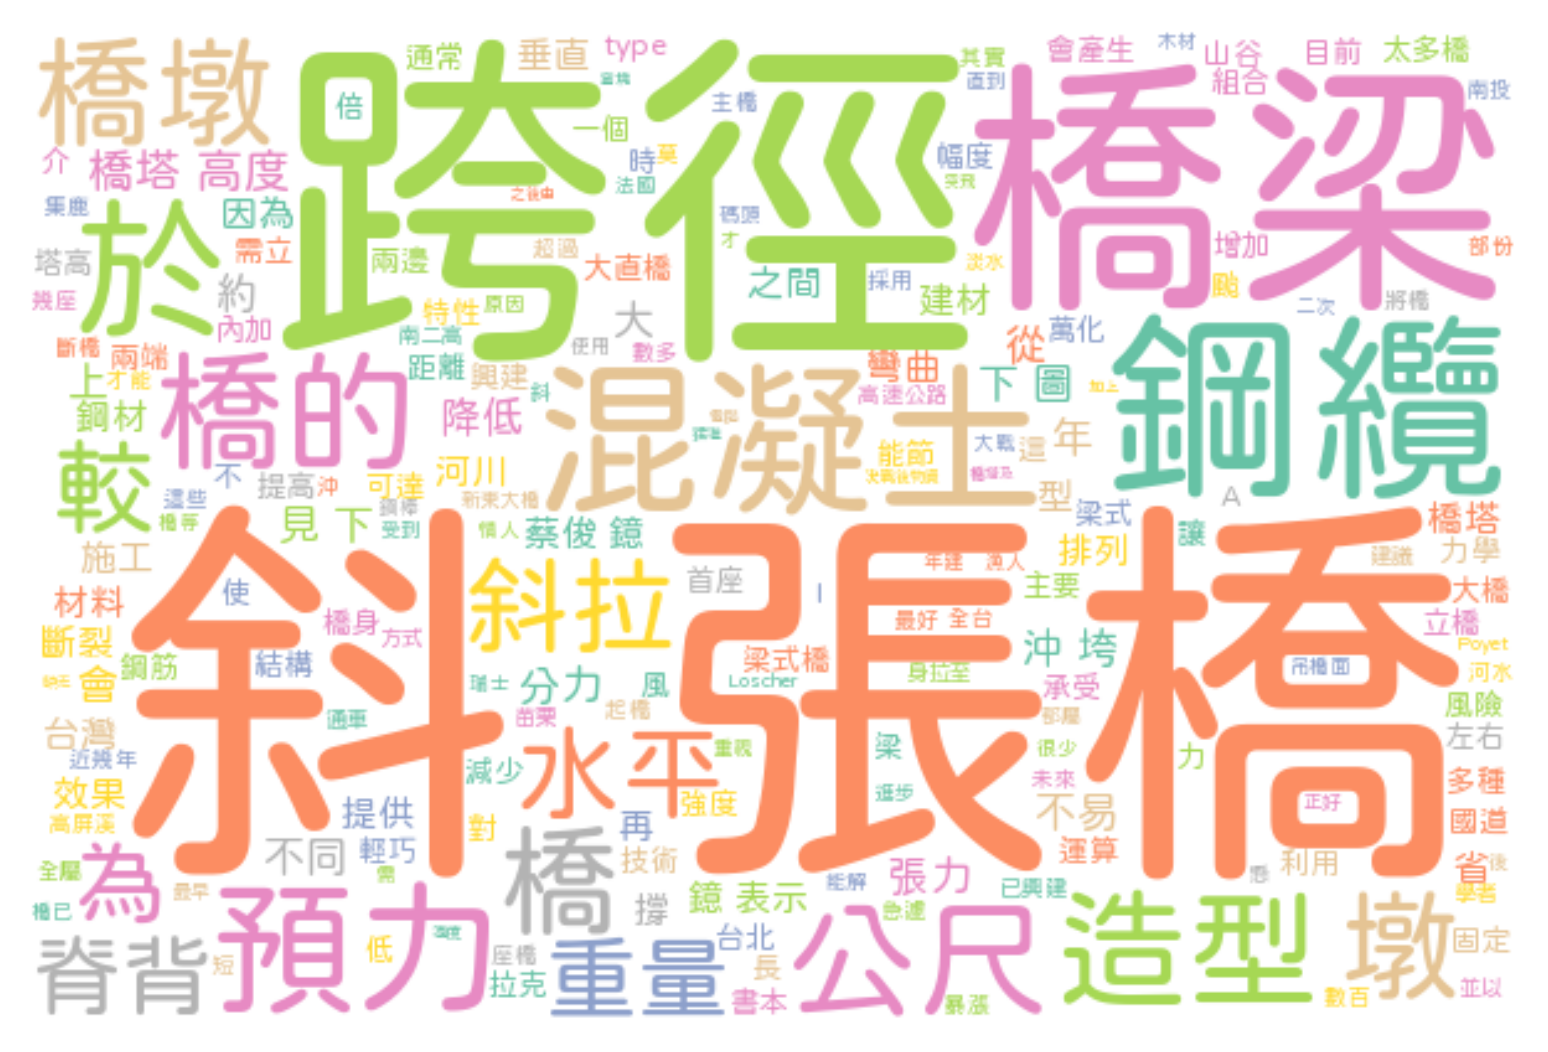 橋墩
通常
垂直
type
其實
會產生
木材
山谷
目前
太多橋
跨徑
橋梁
倍
主橋
直到
組合
南投
一個
介
橋塔 高度
時
莫
幅度
法國
集鹿
因為
碼頭
才
於
需立
兩邊
超過
大直橋
之間
淡水
增加
部份
塔高
採用
颱
幾座
約
特性
原因
大
建材
二次
將橋
內加
南二高
使用
數多
從
萬化
斷橋
兩端
距離
興建
彎曲
下 圖
鋼纜
上
才能
橋的
斜
高速公路
加上
鋼材
降低
混凝土
大戰
這
年
較
不
河川
能節
這些
提高
沖
可達
新東大橋
型
A
見 下
鋼棒
受到
情人
蔡俊 鏡
梁式
讓
橋塔
施工
斜張橋
排列
建議
力學
年建
漁人
材料
使
斜拉
首座
主要
大橋
橋身
方式
最好 全台
立橋
斷裂
鋼筋
結構
梁式橋
沖 垮
Poyet
會
瑞士
分力
風
Loscher
身拉至
承受
吊橋面
河水
台灣
通車
苗栗
起橋
風險
近幾年
水平
重視
梁
很少
力
左右
減少
未來
效果
提供
強度
進步
不易
正好
多種
高屏溪
對
再
國道
不同
輕巧
橋
技術
運算
利用
省
後
全屬
為
需
張力
能解
已興建
最早
撐
鏡 表示
急遽
學者
橋已
預力
公尺
造型
墩
脊背
低
座橋
重量
台北
固定
短
拉克
長
書本
暴漲
數百
並以